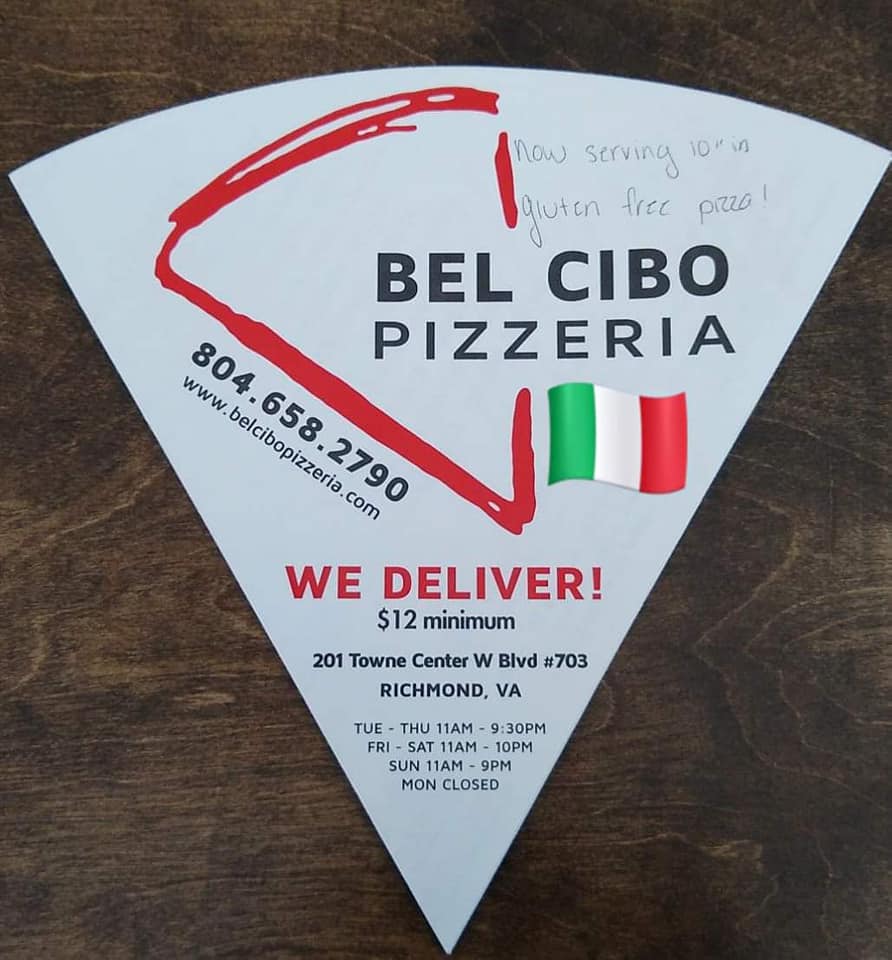 now serving 10" in
gluten free pizza!
BEL CIBO
PIZZERIA
804.658.2790
www.belcibopizzeria.com
WE DELIVER!
$12 minimum
201 Towne Center W Blvd #703
RICHMOND, VA
TUE - THU 11AM - 9:30PM
FRI - SAT 11AM - 10PM
SUN 11AM - 9PM
MON CLOSED